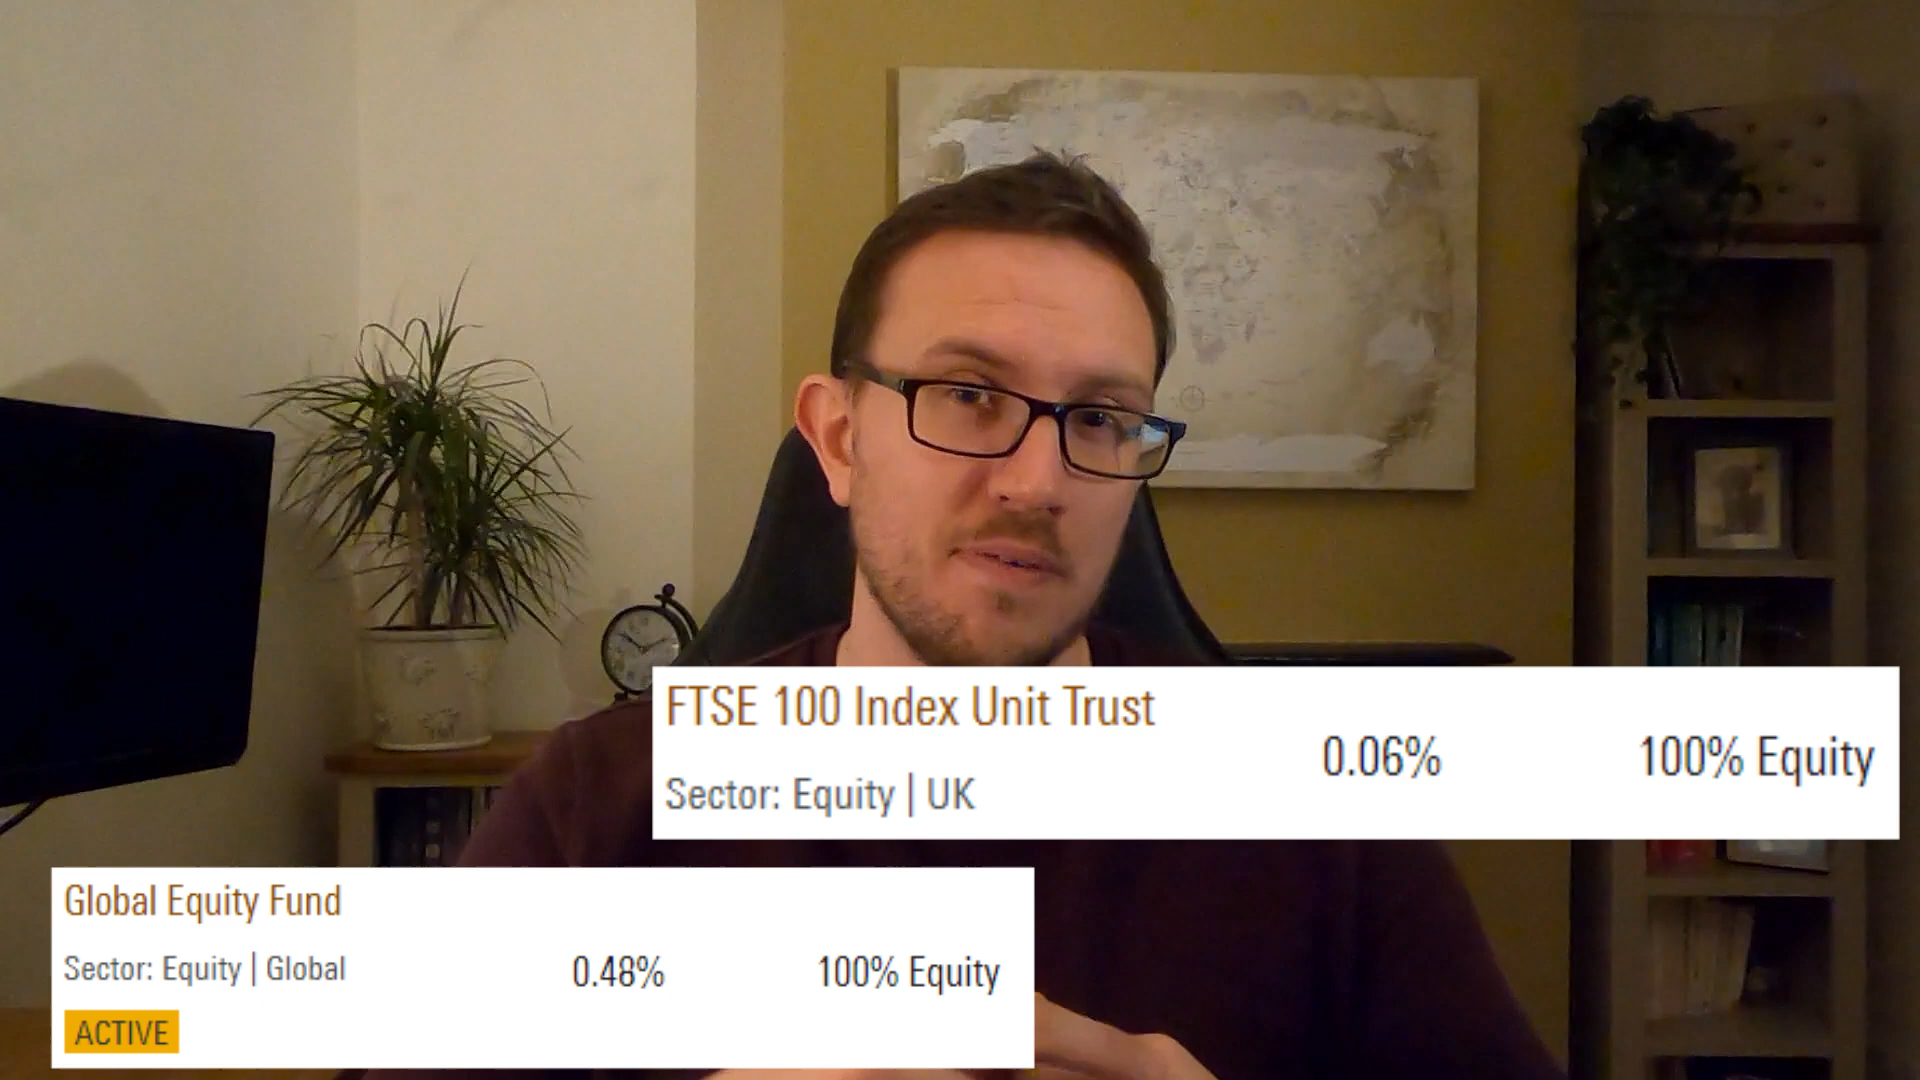 FTSE 100 Index Unit Trust
0.06%
100% Equity
Sector: Equity | UK
Global Equity Fund
Sector: Equity | Global
0.48%
100% Equity
ACTIVE